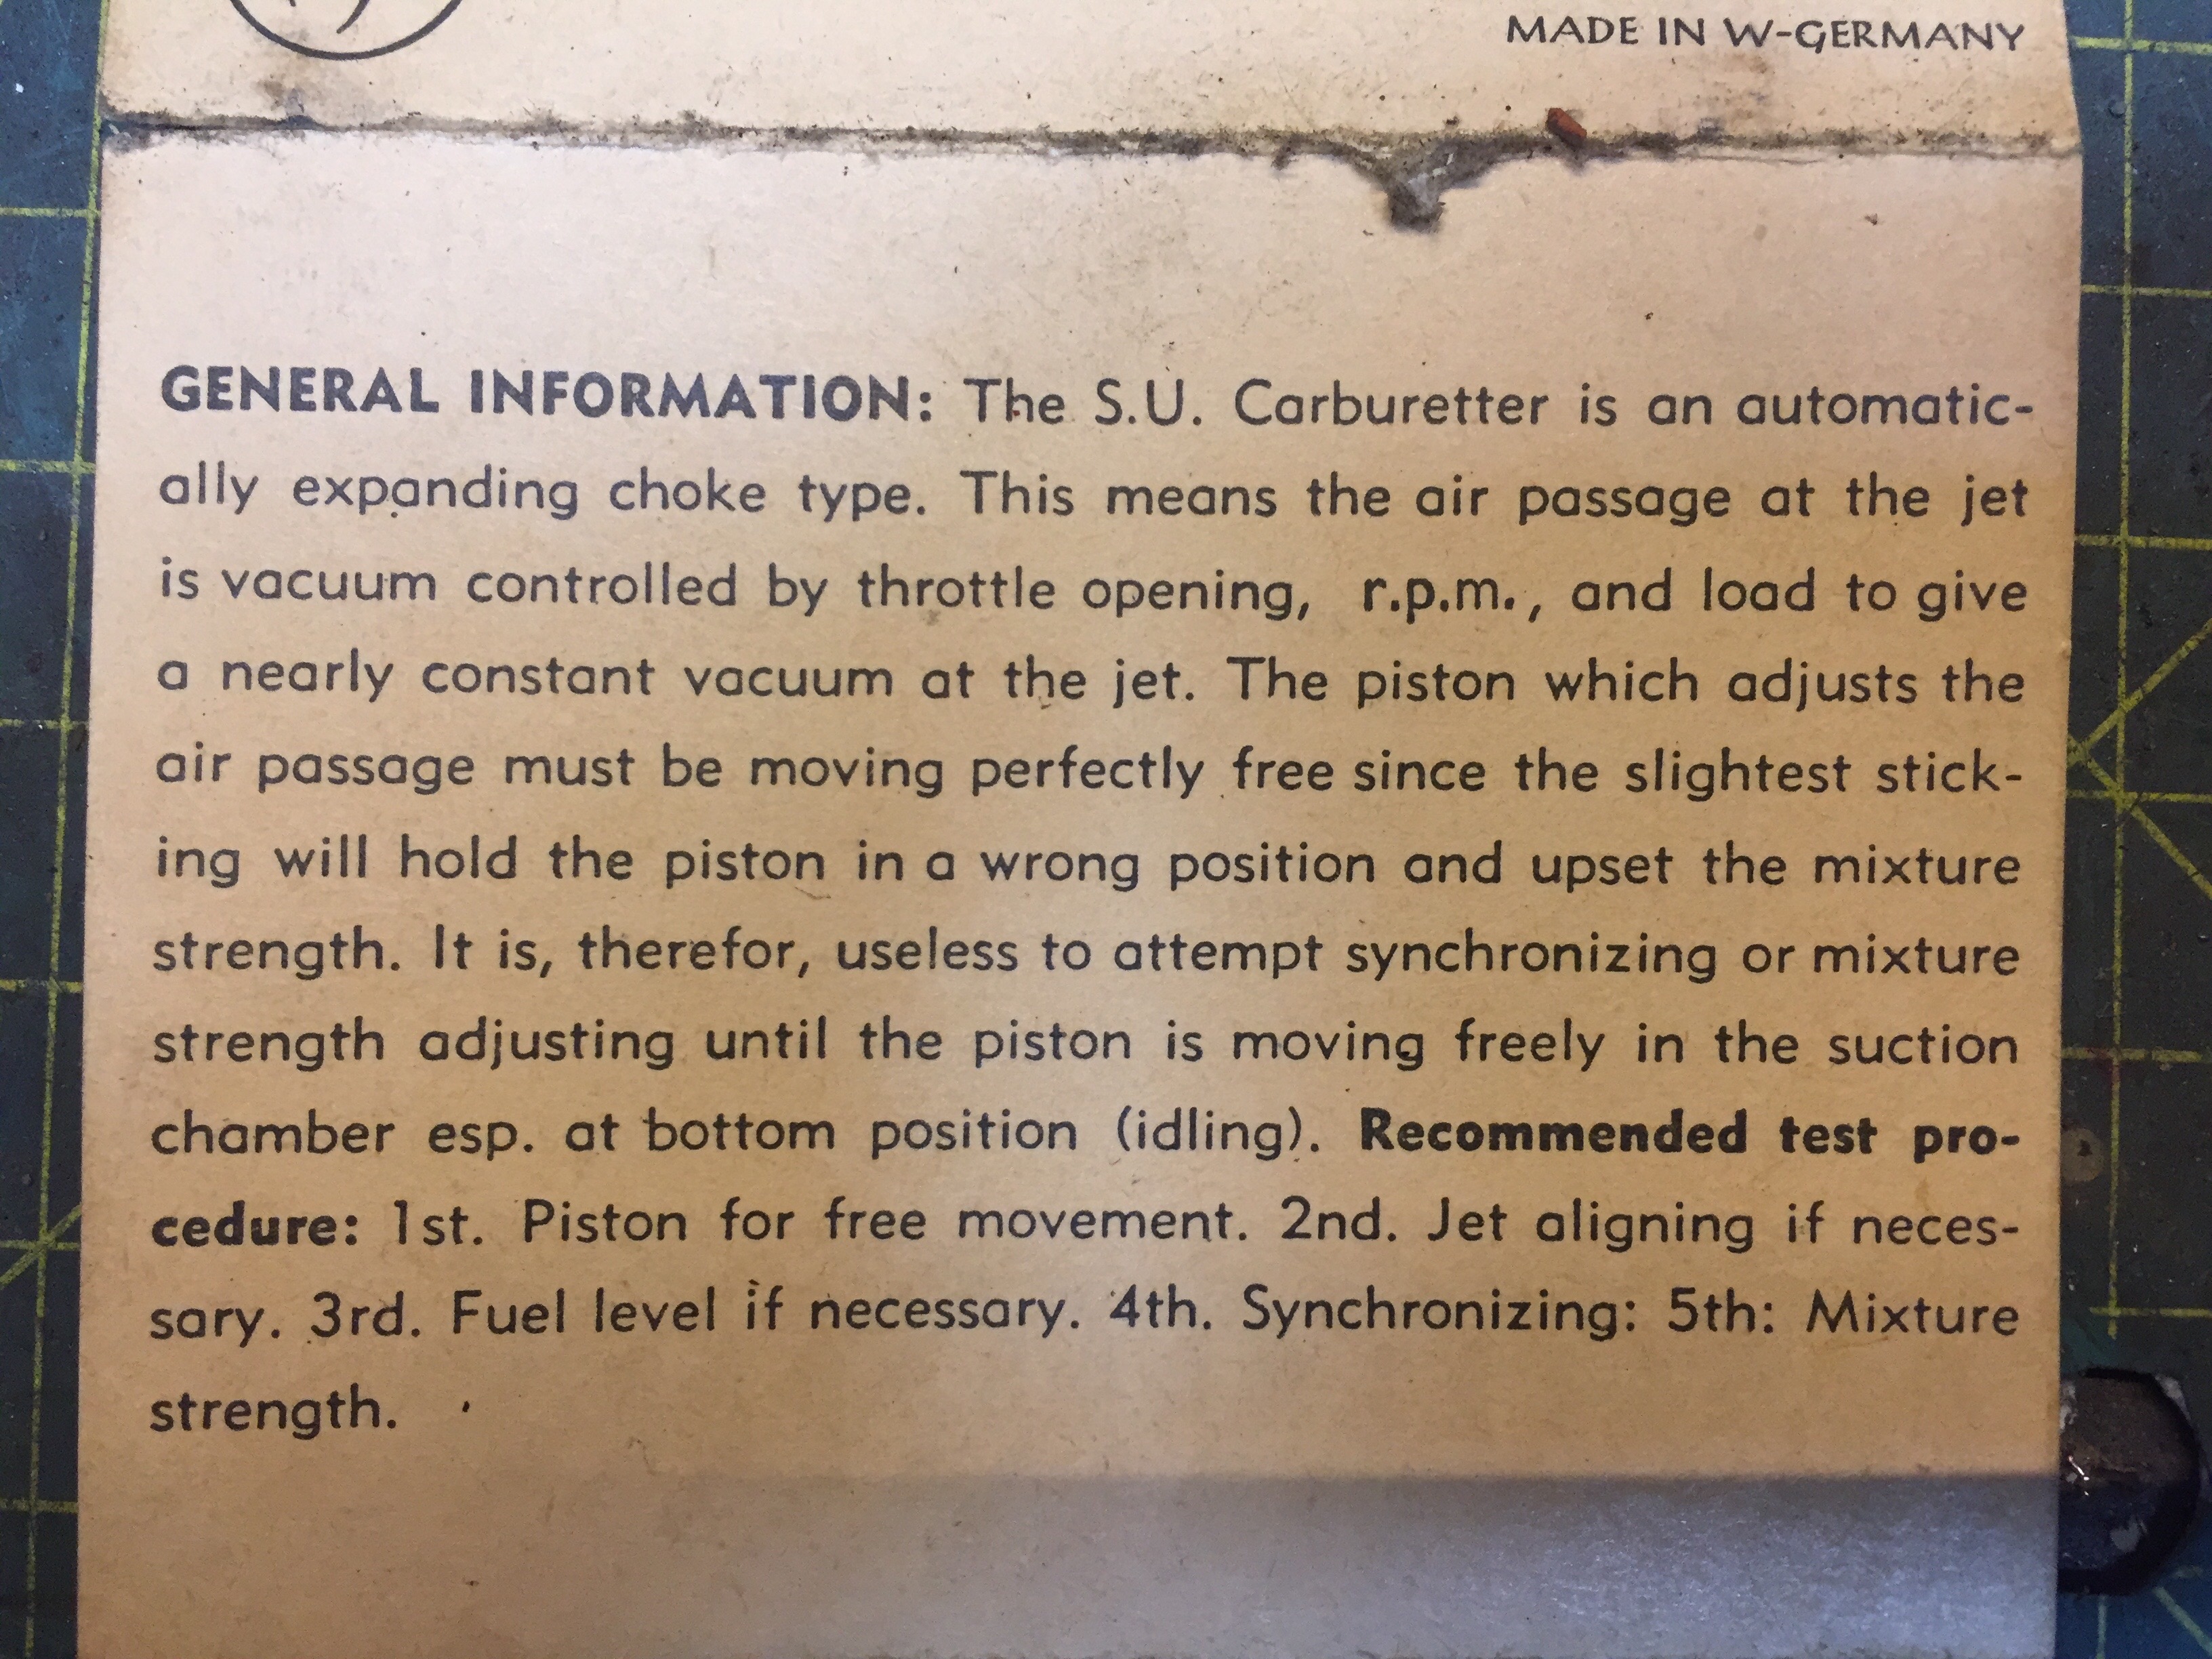 MADE IN W-GERMANY
GENERAL INFORMATION: The S.U. Carburetter is an automatic-
ally expanding choke type. This means the air passage at the jet
is vacuum controlled by throttle opening, r.p.m., and load to give
a nearly constant vacuum at the jet. The piston which adjusts the
air passage must be moving perfectly free since the slightest stick-
ing will hold the piston in a wrong position and upset the mixture
strength. It is, therefor, useless to attempt synchronizing or mixture
strength adjusting until the piston is moving freely in the suction
chamber esp. at bottom position (idling). Recommended test pro-
cedure: 1st. Piston for free movement. 2nd. Jet aligning if neces-
sary. 3rd. Fuel level if necessary. 4th. Synchronizing: 5th: Mixture
strength.